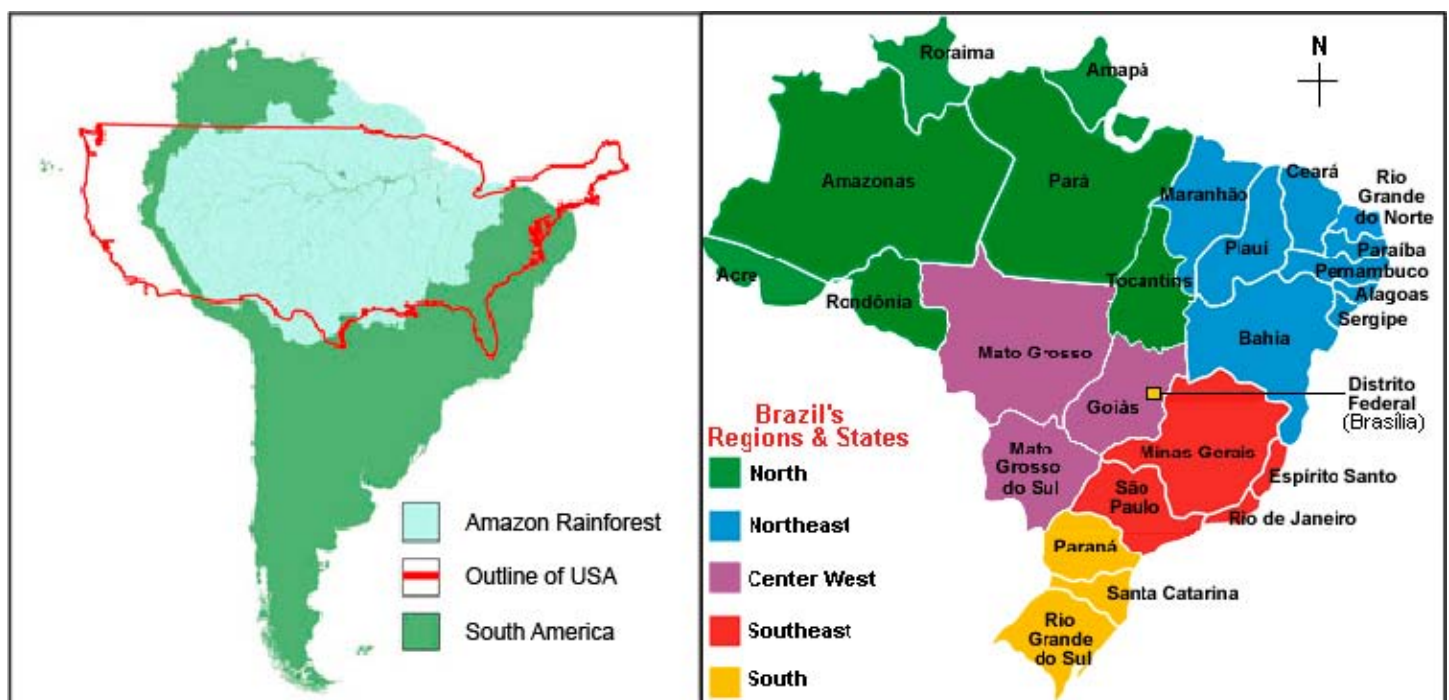 Amazon Rainforest
Outline of USA
South America
N
Roraima
Amapá
Amazonas
Pará
Maranhão
Ceará
Rio
Grande
do Norte
Piauí
Paraíba
Pernambuco
Alagoas
Sergipe
Acre
Rondônia
Tocantins
Bahia
Mato Grosso
Goiás
Distrito
Federal
(Brasília)
Mato
Grosso
do Sul
Minas Gerais
Espírito Santo
São
Paulo
Rio de Janeiro
Paraná
Santa Catarina
Rio
Grande
do Sul
Brazil's
Regions & States
North
Northeast
Center West
Southeast
South